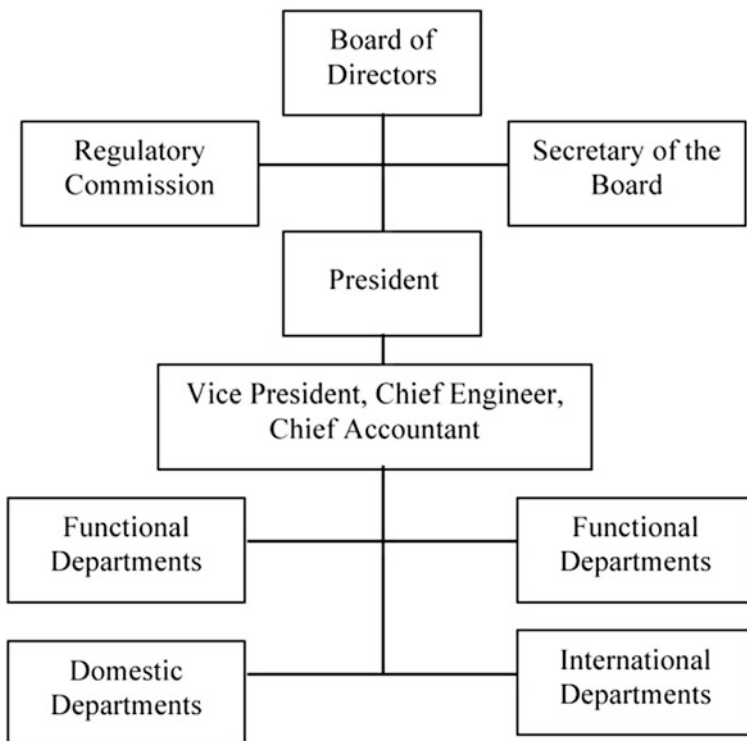 Board of
Directors
Regulatory
Commission
Secretary of the
Board
President
Vice President, Chief Engineer,
Chief Accountant
Functional
Departments
Functional
Departments
Domestic
Departments
International
Departments